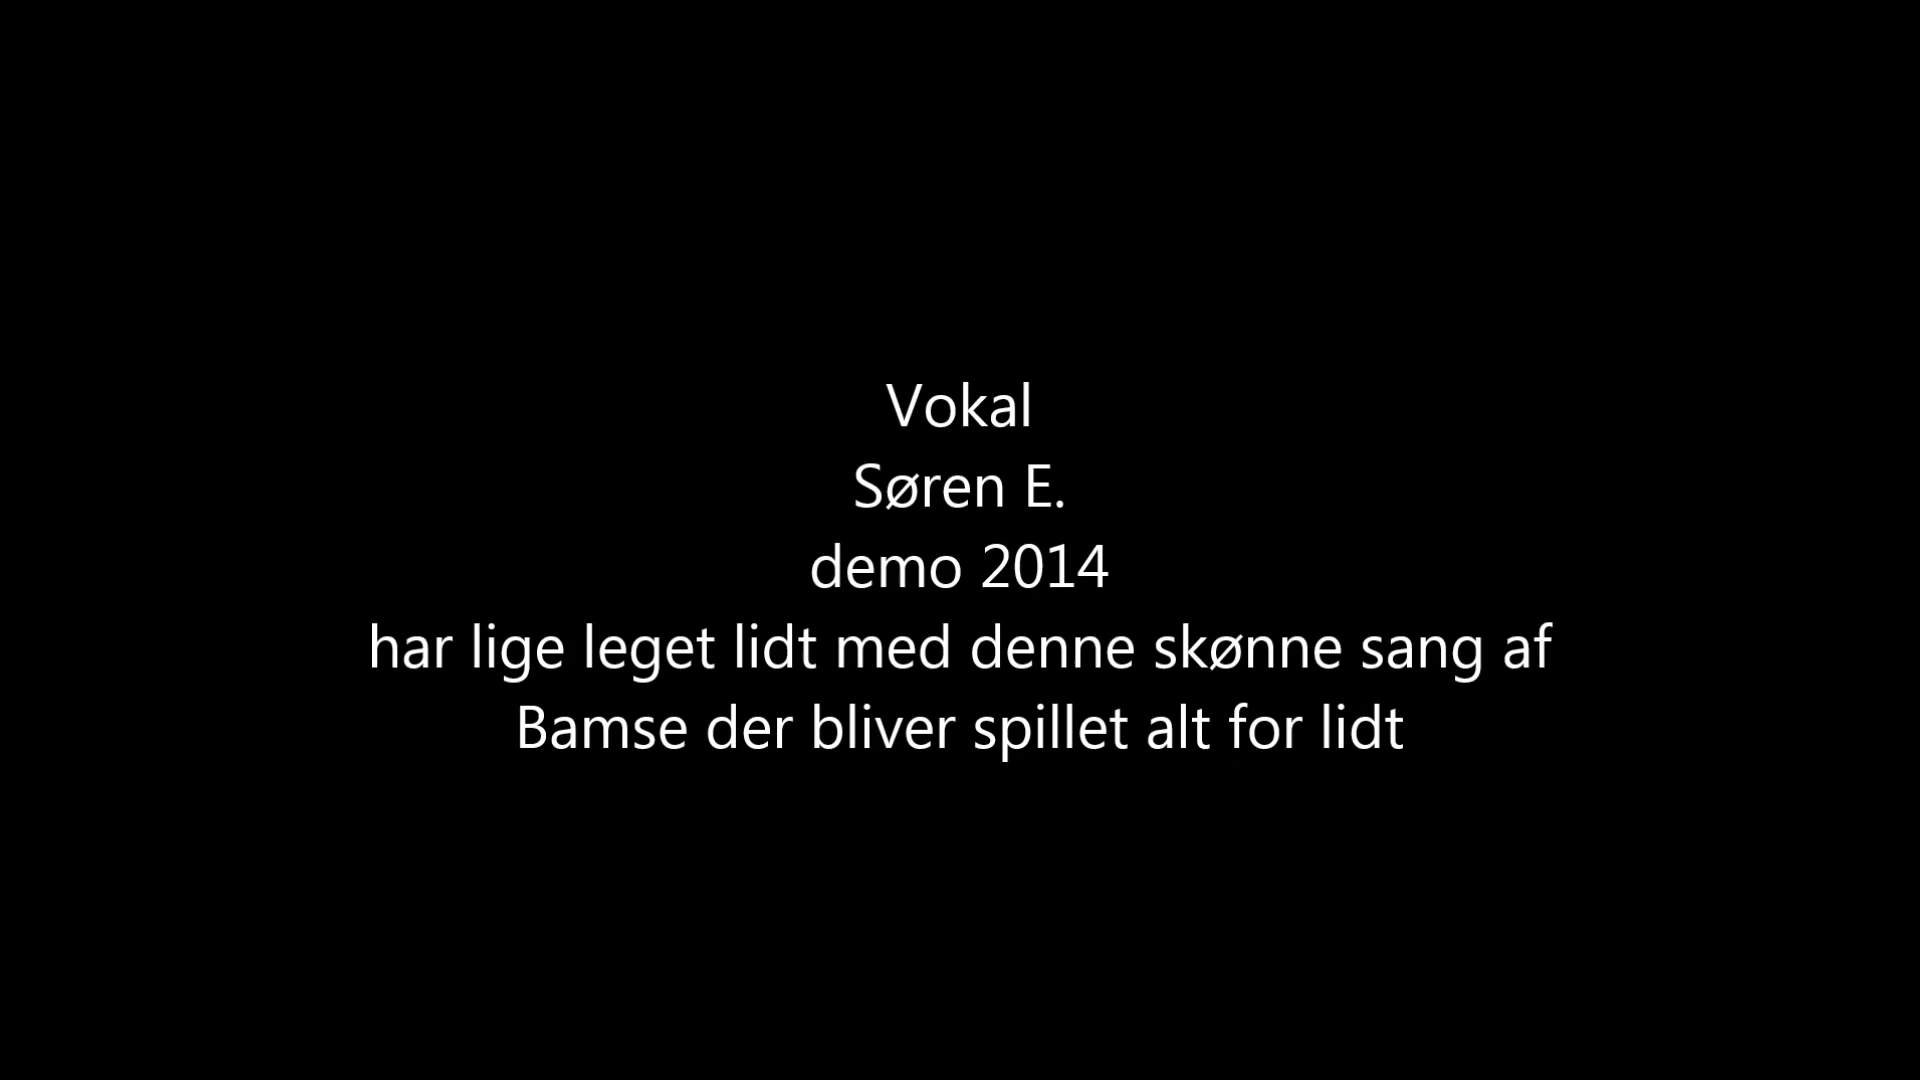 Vokal
Søren E.
demo 2014
har lige leget lidt med denne skønne sang af
Bamse der bliver spillet alt for lidt